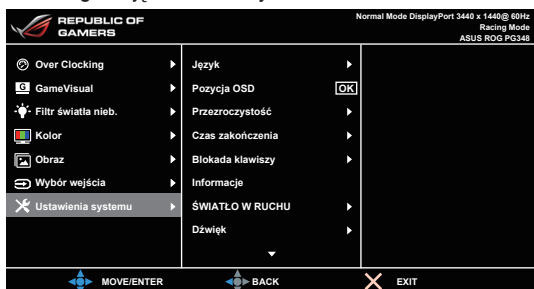 REPUBLIC OF
GAMERS
Normal Mode DisplayPort 3440 x 1440@ 60Hz
Racing Mode
ASUS ROG PG348
Over Clocking
GameVisual
Filtr światła nieb.
Kolor
Obraz
Wybór wejścia
Ustawienia systemu
Język
Pozycja OSD OK
Przezroczystość
Czas zakończenia
Blokada klawiszy
Informacje
ŚWIATŁO W RUCHU
Dźwięk
MOVE/ENTER BACK EXIT